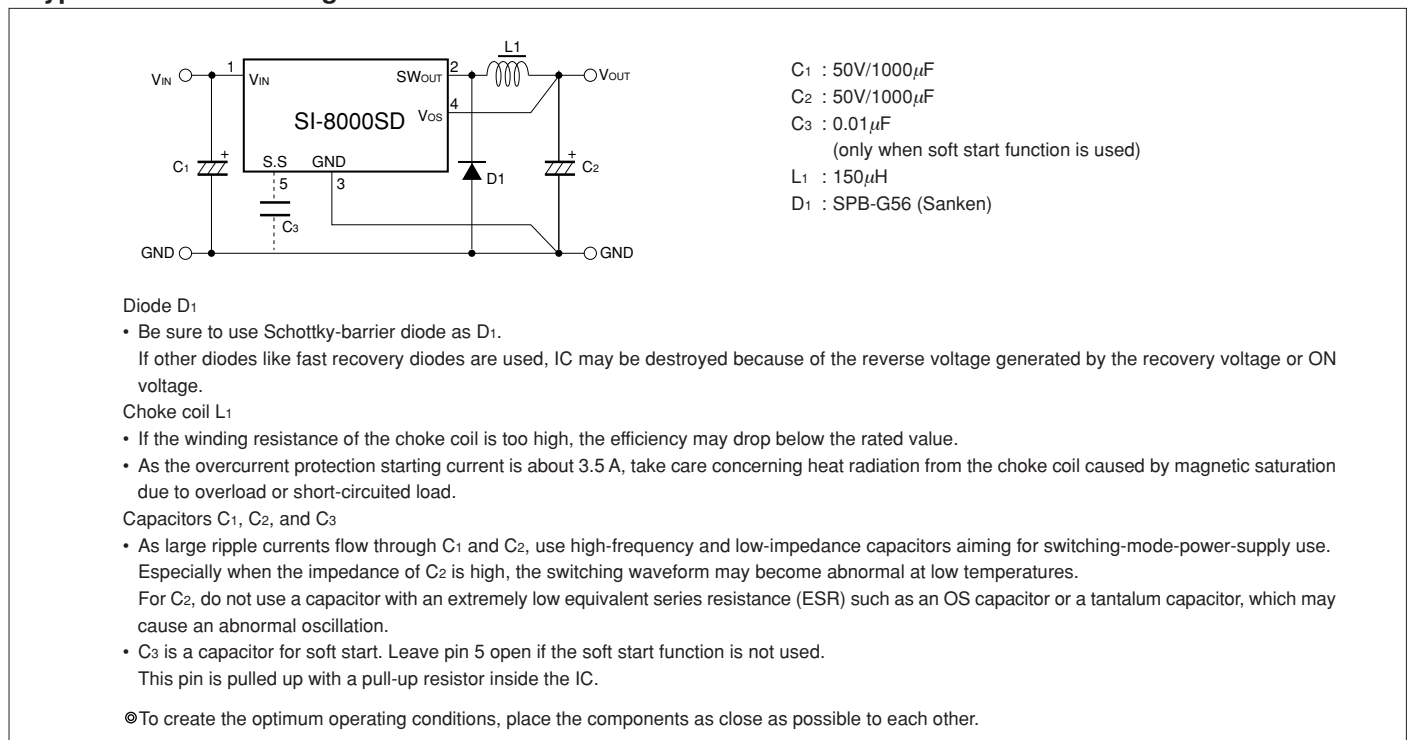 L1
VIN
1
VIN
SWOUT
2
VOUT
SI-8000SD
VOS
4
C1
+
S.S
GND
5
3
C3
D1
+
C2
GND
GND
C1 : 50V/1000μF
C2 : 50V/1000μF
C3 : 0.01μF
(only when soft start function is used)
L1 : 150μH
D1 : SPB-G56 (Sanken)
Diode D1
• Be sure to use Schottky-barrier diode as D1.
If other diodes like fast recovery diodes are used, IC may be destroyed because of the reverse voltage generated by the recovery voltage or ON
voltage.
Choke coil L1
• If the winding resistance of the choke coil is too high, the efficiency may drop below the rated value.
• As the overcurrent protection starting current is about 3.5 A, take care concerning heat radiation from the choke coil caused by magnetic saturation
due to overload or short-circuited load.
Capacitors C1, C2, and C3
• As large ripple currents flow through C1 and C2, use high-frequency and low-impedance capacitors aiming for switching-mode-power-supply use.
Especially when the impedance of C2 is high, the switching waveform may become abnormal at low temperatures.
For C2, do not use a capacitor with an extremely low equivalent series resistance (ESR) such as an OS capacitor or a tantalum capacitor, which may
cause an abnormal oscillation.
• C3 is a capacitor for soft start. Leave pin 5 open if the soft start function is not used.
This pin is pulled up with a pull-up resistor inside the IC.
◎To create the optimum operating conditions, place the components as close as possible to each other.